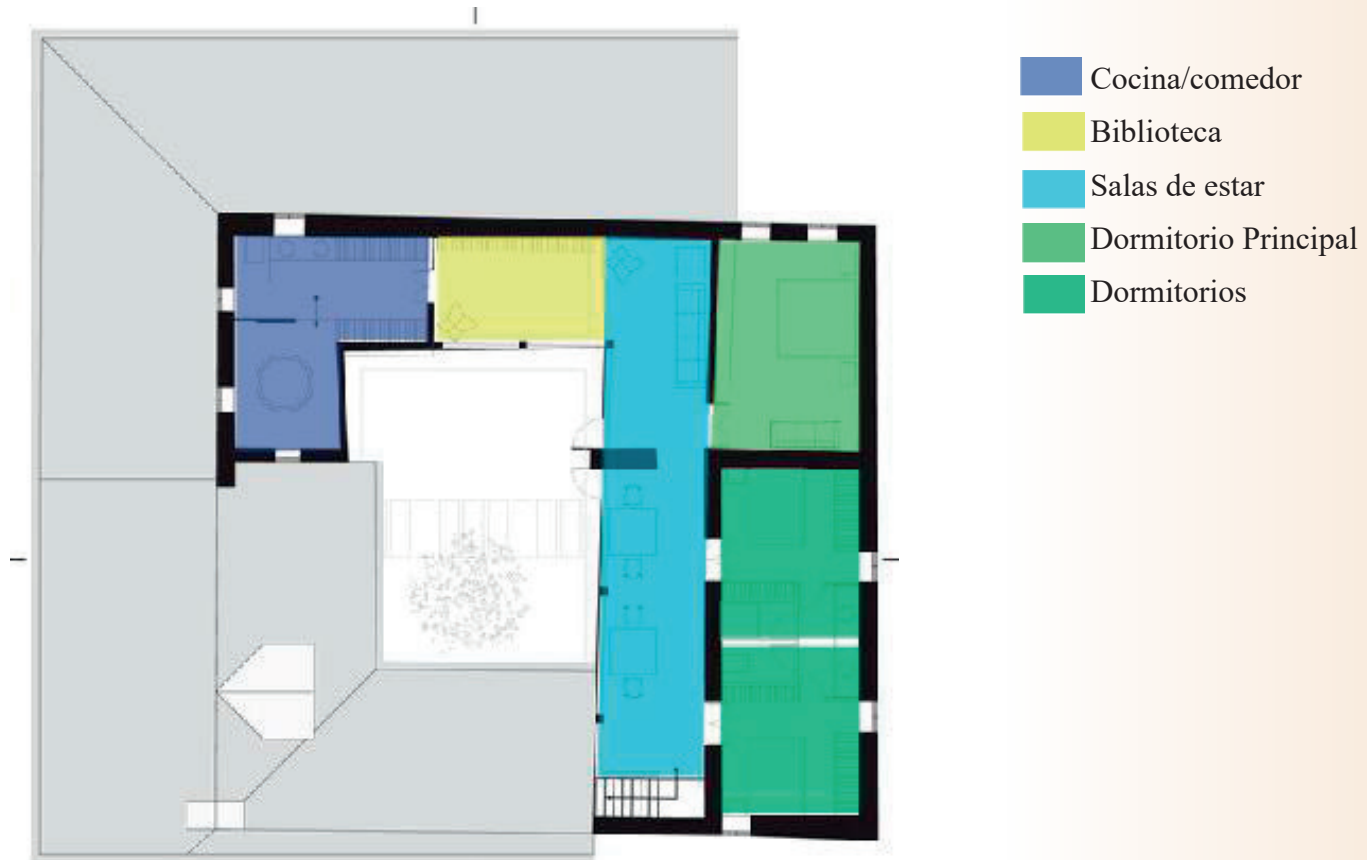 Cocina/comedor
Biblioteca
Salas de estar
Dormitorio Principal
Dormitorios